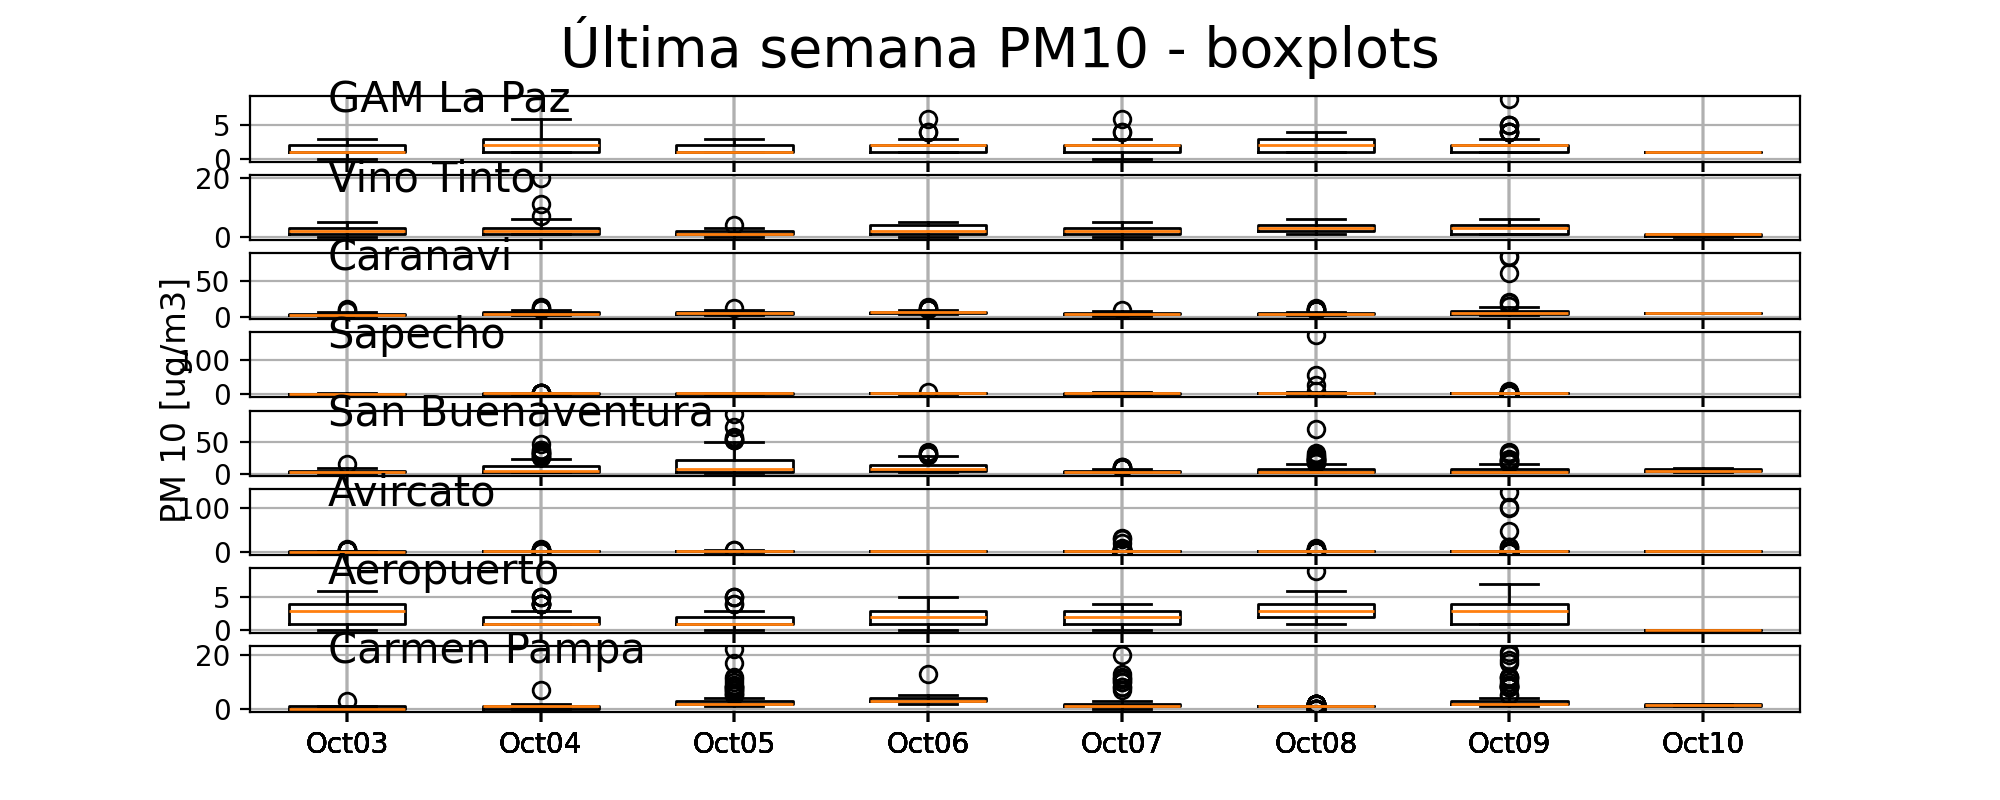 Última semana PM10 - boxplots
GAM La Paz
5
0
Vino Tinto
20
0
Caranavi
50
0
Sapecho
100
0
PM 10 [ug/m3]
San Buenaventura
50
0
Avircato
100
0
Aeropuerto
5
0
Carmen Pampa
20
0
Oct03 Oct04 Oct05 Oct06 Oct07 Oct08 Oct09 Oct10